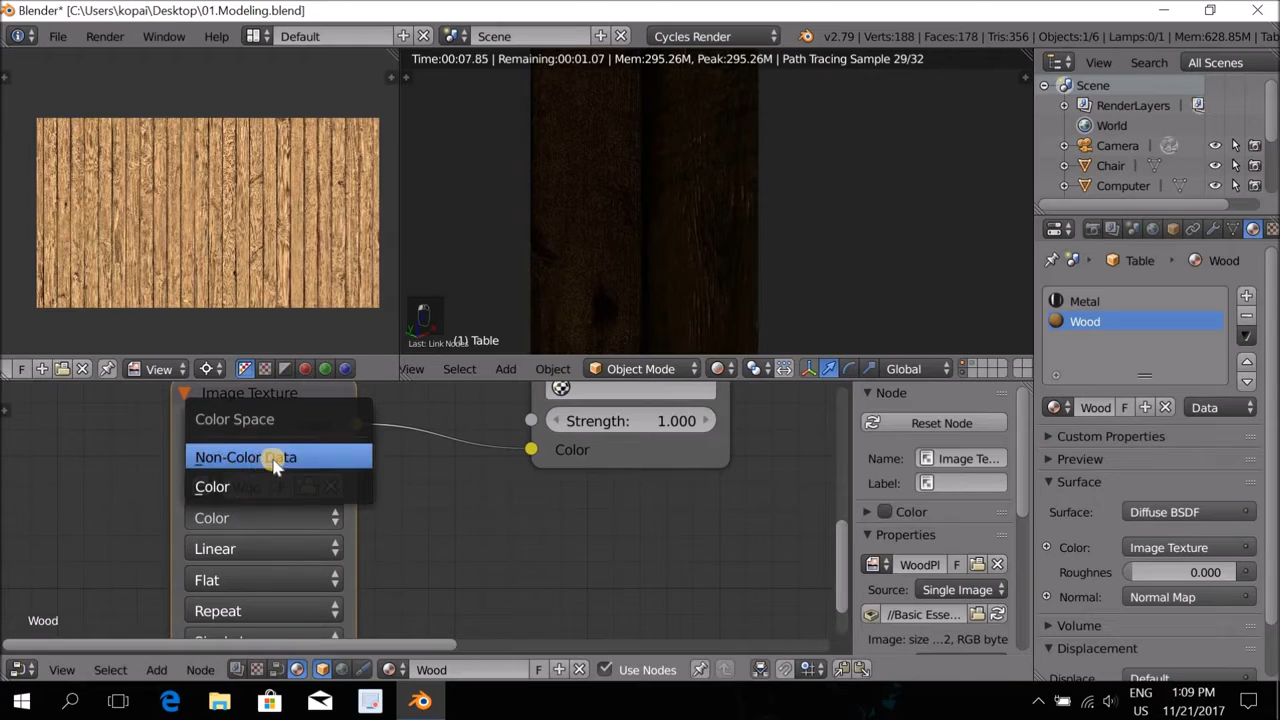 Blender* [C:\Users\kopai\Desktop\01.Modeling.blend]
File Render Window Help Default Scene Cycles Render v2.79 | Verts:188 | Faces:178 | Tris:356 | Objects:1/6 | Lamps:0/1 | Mem:628.85M
Time:00:07.85 | Remaining:00:01.07 | Mem:295.26M, Peak:295.26M | Path Tracing Sample 29/32
View Search All Scenes
Scene
RenderLayers
World
Camera
Chair
Computer
Table Wood
Metal
Wood
Last: Link Nodes
(1) Table
F View
View Select Add Object Object Mode Global
Image Texture
Color Space
Non-Color Data
Color
Color
Linear
Flat
Repeat
Strength: 1.000
Color
Wood
Node
Reset Node
Name: Image Te...
Label:
Color
Properties
WoodPl F
Source: Single Image
//Basic Esse...
Image: size ...2, RGB byte
Wood F Data
Custom Properties
Preview
Surface
Surface: Diffuse BSDF
Color: Image Texture
Roughnes 0.000
Normal: Normal Map
Volume
Displacement
View Select Add Node Wood F Use Nodes
ENG
US
1:09 PM
11/21/2017